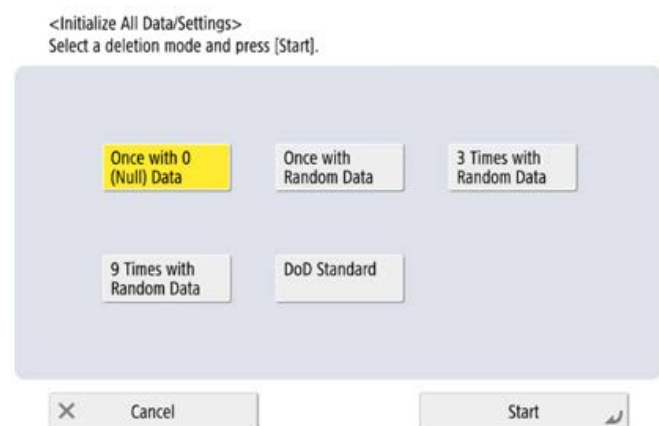 <Initialize All Data/Settings>
Select a deletion mode and press [Start].
Once with 0
(Null) Data
Once with
Random Data
3 Times with
Random Data
9 Times with
Random Data
DoD Standard
Cancel
Start